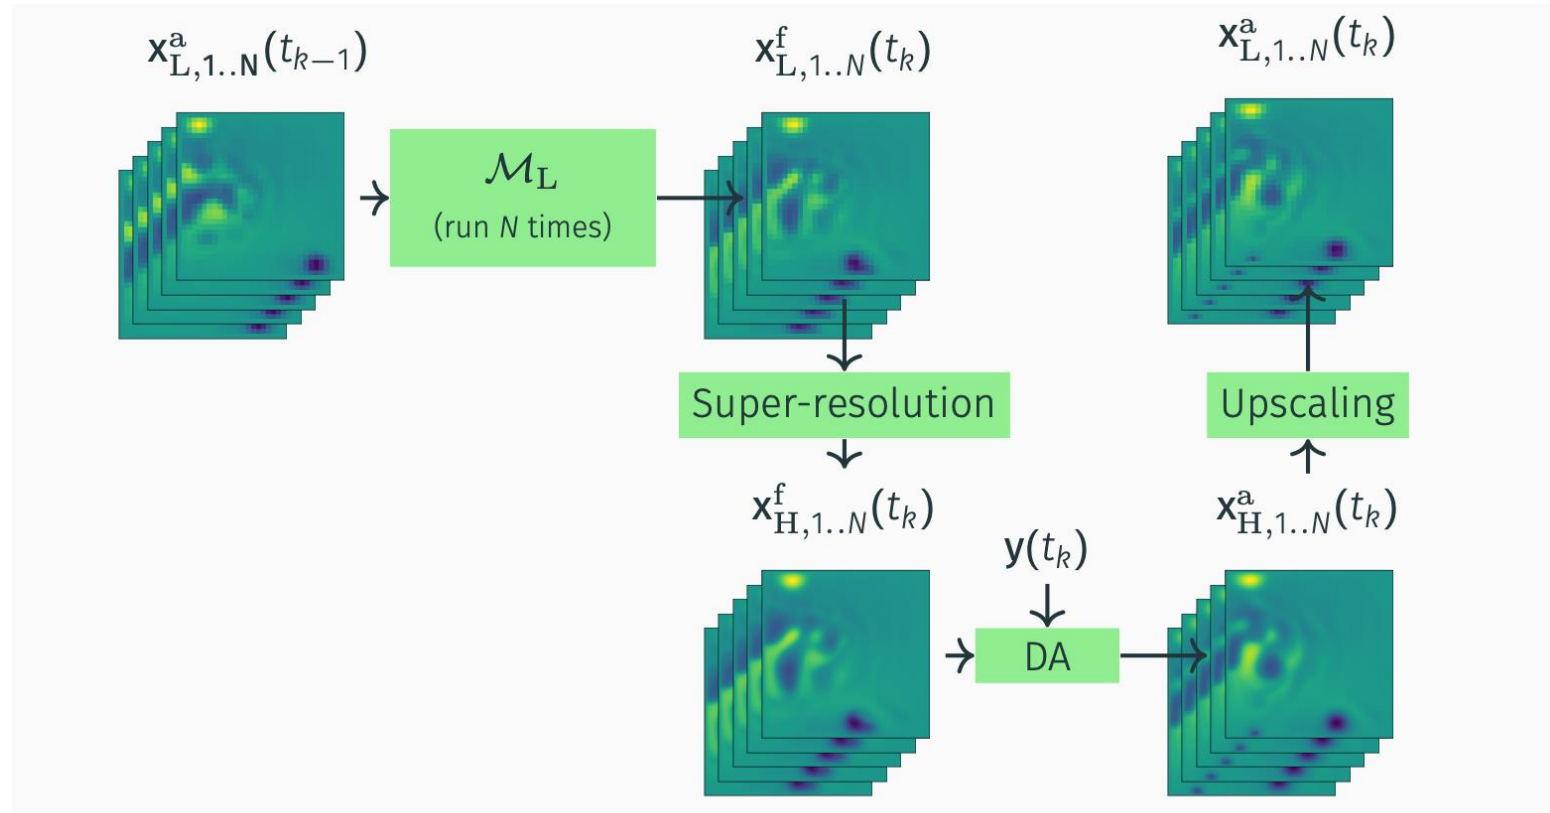 x^a_{L,1..N}(t_{k−1})
x^f_{L,1..N}(t_k)
x^a_{L,1..N}(t_k)
ℳ_L
(run N times)
Super-resolution
Upscaling
x^f_{H,1..N}(t_k)
y(t_k)
x^a_{H,1..N}(t_k)
DA